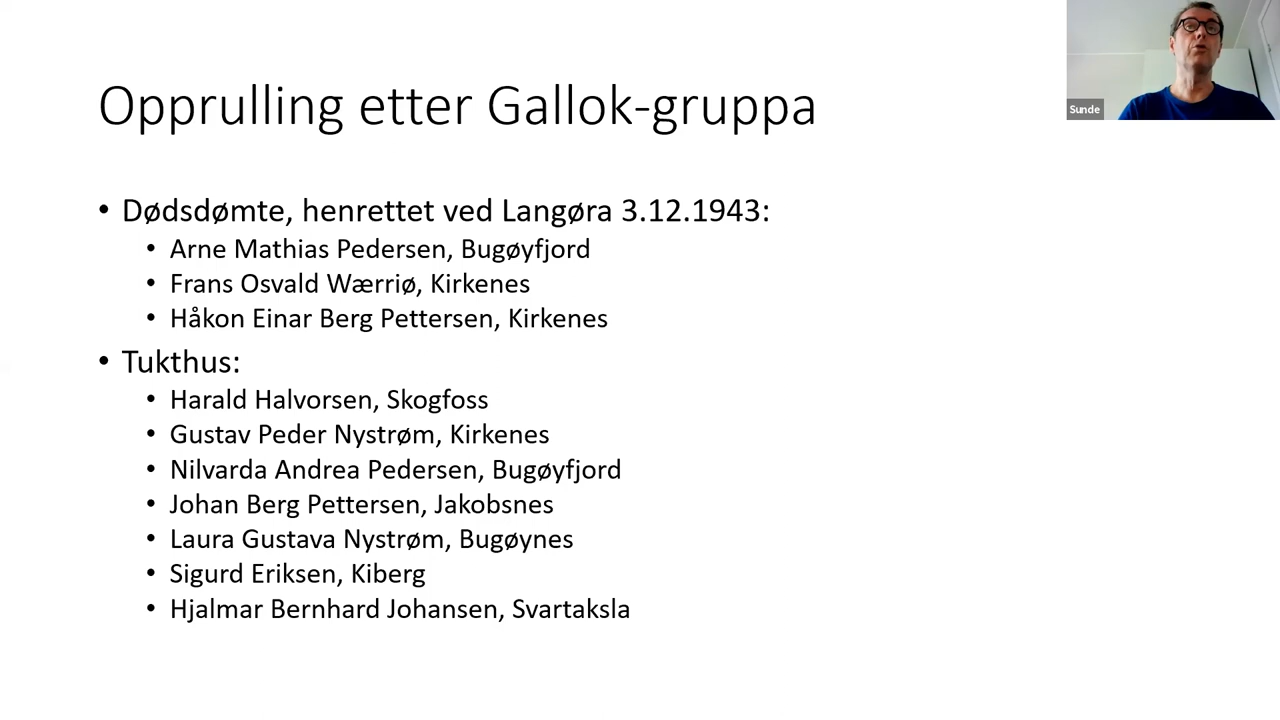 Opprulling etter Gallok-gruppa
Sunde
• Dødsdømte, henrettet ved Langøra 3.12.1943:
• Arne Mathias Pedersen, Bugøyfjord
• Frans Osvald Wærriø, Kirkenes
• Håkon Einar Berg Pettersen, Kirkenes
• Tukthus:
• Harald Halvorsen, Skogfoss
• Gustav Peder Nystrøm, Kirkenes
• Nilvarda Andrea Pedersen, Bugøyfjord
• Johan Berg Pettersen, Jakobsnes
• Laura Gustava Nystrøm, Bugøynes
• Sigurd Eriksen, Kiberg
• Hjalmar Bernhard Johansen, Svartaksla